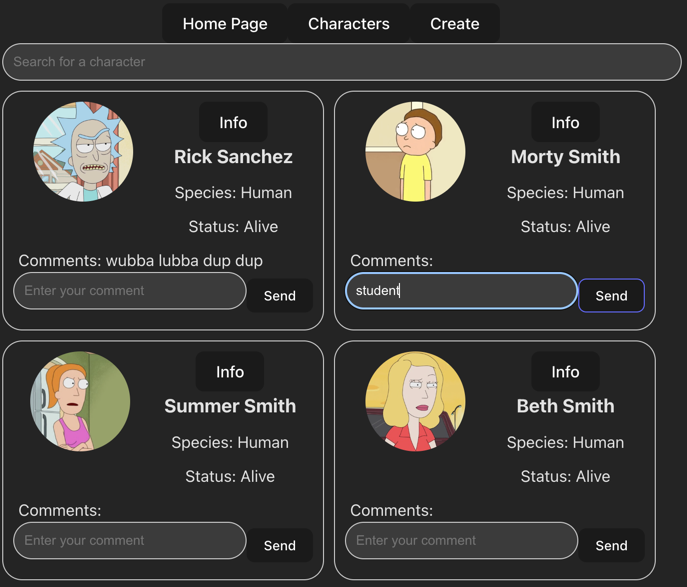 Home Page Characters Create
Search for a character
Info
Rick Sanchez
Species: Human
Status: Alive
Comments: wubba lubba dup dup
Enter your comment Send
Info
Morty Smith
Species: Human
Status: Alive
Comments:
student Send
Info
Summer Smith
Species: Human
Status: Alive
Comments:
Enter your comment Send
Info
Beth Smith
Species: Human
Status: Alive
Comments:
Enter your comment Send